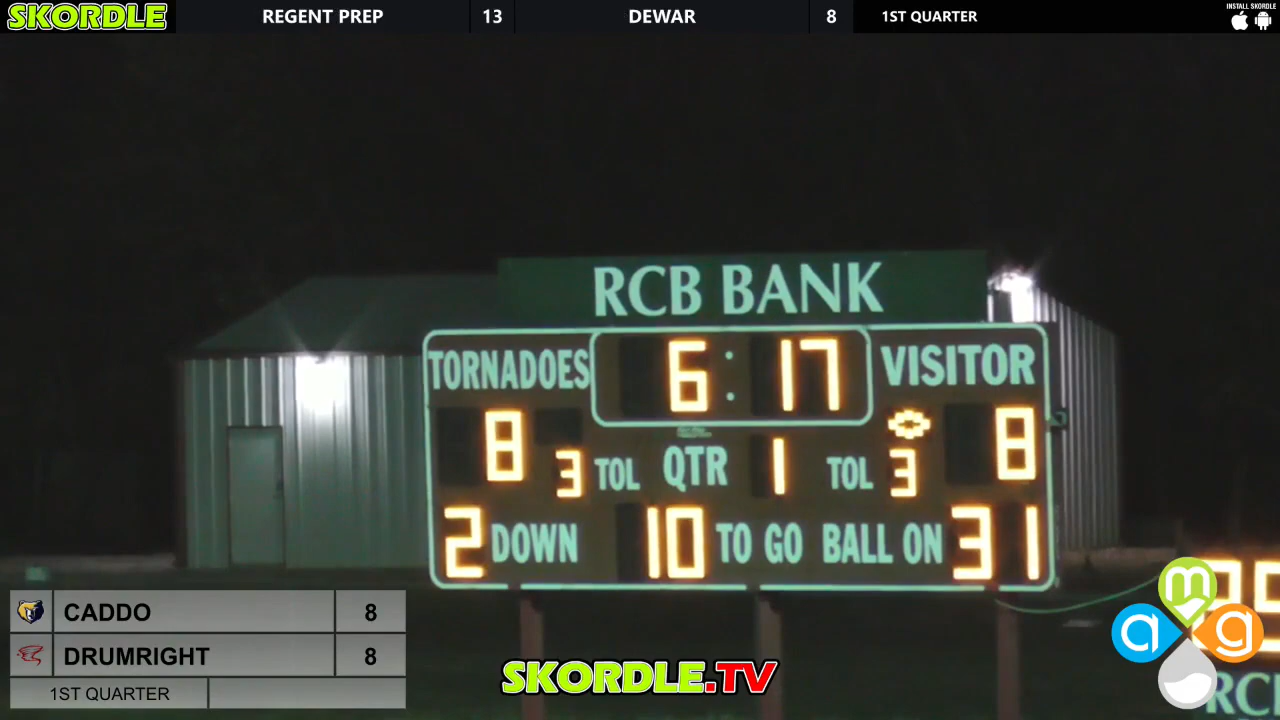 SKORDLE REGENT PREP 13 DEWAR 8 1ST QUARTER INSTALL SKORDLE
RCB BANK
TORNADOES 6:17 VISITOR
8 3 TOL QTR 1 TOL 3 8
2 DOWN 10 TO GO BALL ON 31
CADDO 8
DRUMRIGHT 8
1ST QUARTER
SKORDLE.TV
m
a g
RC